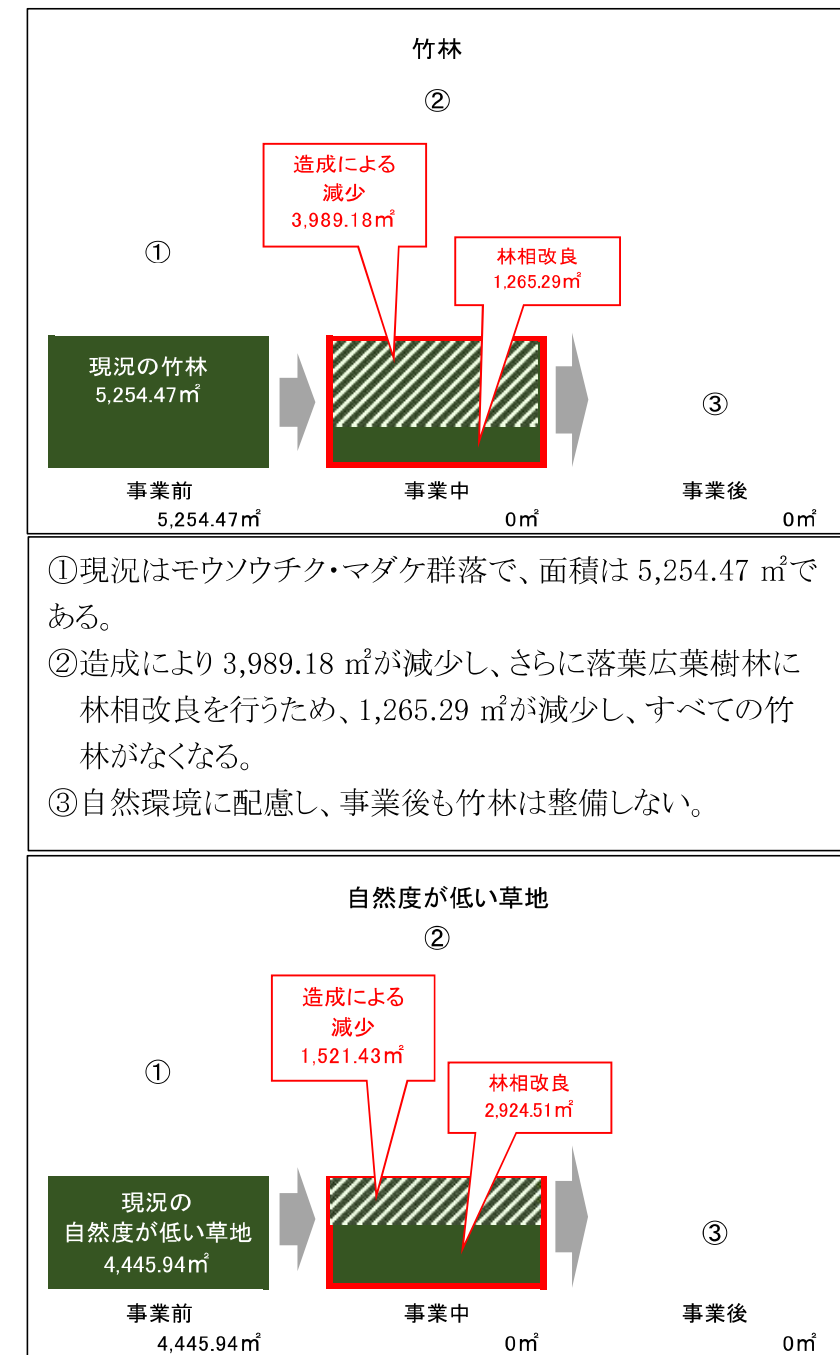 竹林
②
造成による
減少
3,989.18㎡
①
林相改良
1,265.29㎡
現況の竹林
5,254.47㎡
③
事業前
事業中
事業後
5,254.47㎡
0㎡
0㎡
①現況はモウソウチク・マダケ群落で、面積は 5,254.47 ㎡で
ある。
②造成により 3,989.18 ㎡が減少し、さらに落葉広葉樹林に
林相改良を行うため、1,265.29 ㎡が減少し、すべての竹
林がなくなる。
③自然環境に配慮し、事業後も竹林は整備しない。
自然度が低い草地
②
造成による
減少
1,521.43㎡
①
林相改良
2,924.51㎡
現況の
自然度が低い草地
4,445.94㎡
③
事業前
事業中
事業後
4,445.94㎡
0㎡
0㎡